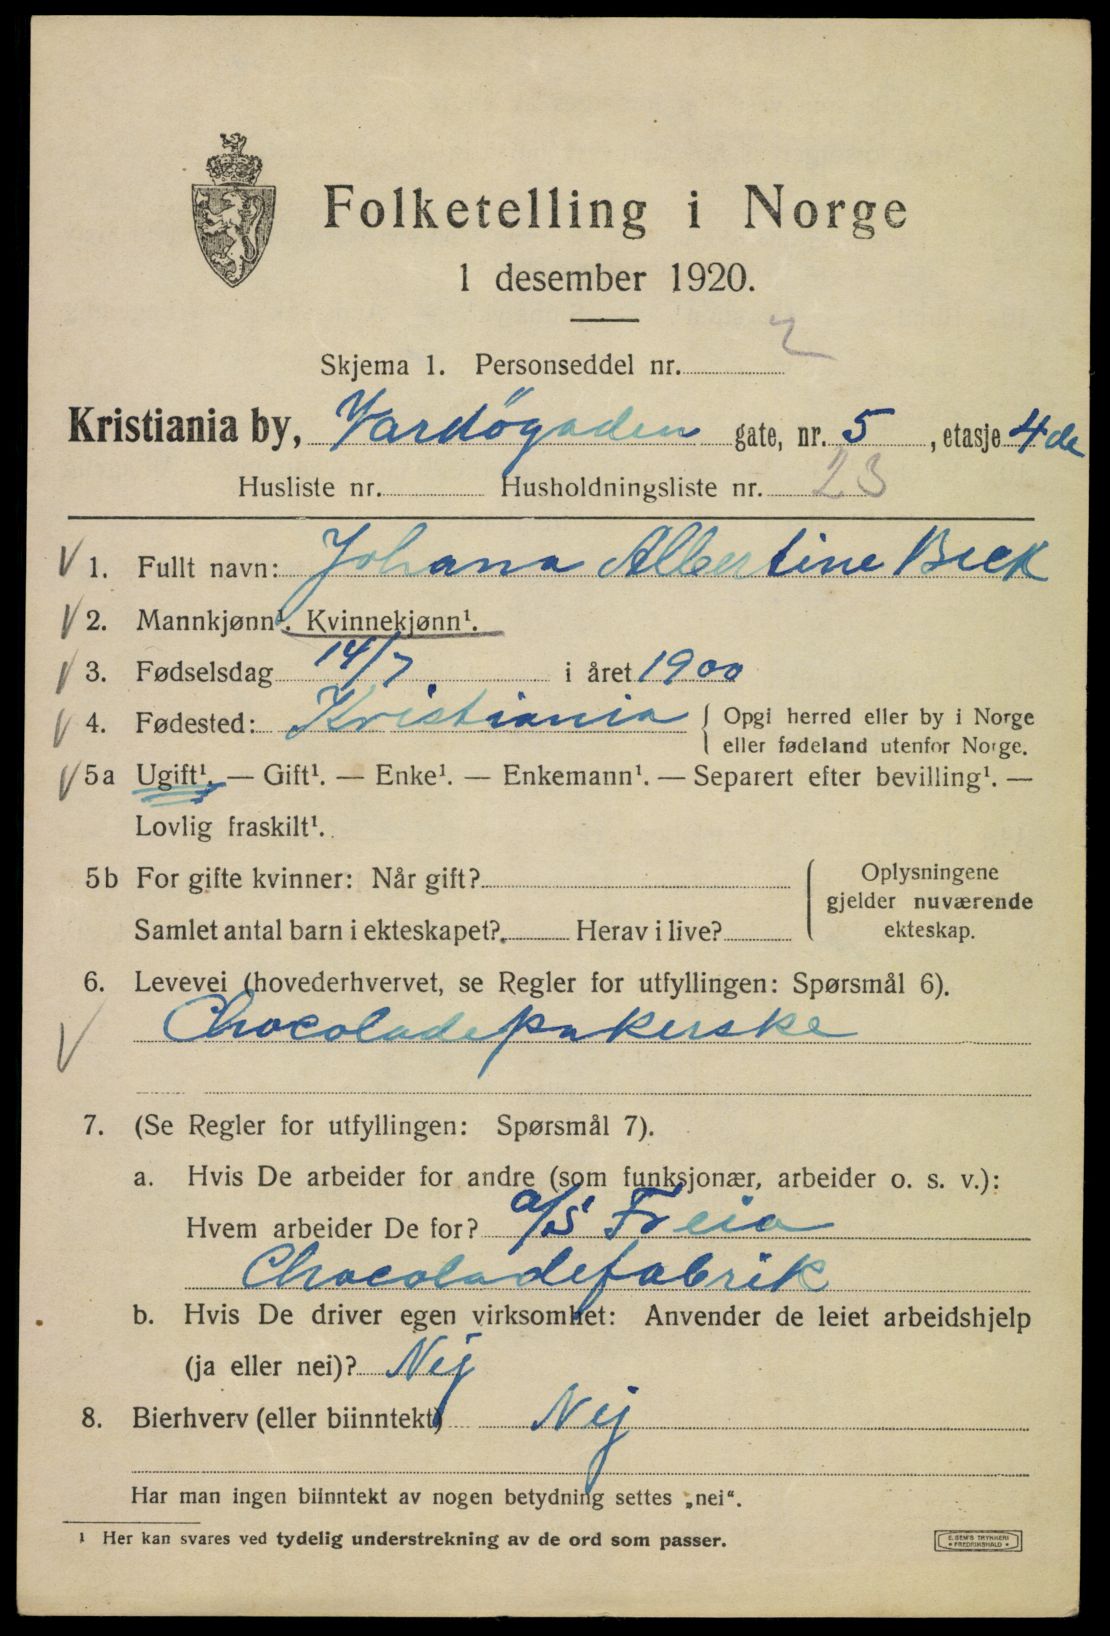 Folketelling i Norge
1 desember 1920.
Skjema 1. Personseddel nr. 2
Kristiania by, Vardögaden gate, nr. 5, etasje 4de
Husliste nr. Husholdningsliste nr. 23
1. Fullt navn: Johana Albertine Beck
2. Mannkjønn¹. Kvinnekjønn¹.
3. Fødselsdag 14/7 i året 1900
4. Fødested: Kristiania { Opgi herred eller by i Norge
eller fødeland utenfor Norge.
5a Ugift¹. — Gift¹. — Enke¹. — Enkemann¹. — Separert efter bevilling¹. —
Lovlig fraskilt¹.
5b For gifte kvinner: Når gift?
Samlet antal barn i ekteskapet? Herav i live?
Oplysningene
gjelder nuværende
ekteskap.
6. Levevei (hovederhvervet, se Regler for utfyllingen: Spørsmål 6).
Chocoladepakerske
7. (Se Regler for utfyllingen: Spørsmål 7).
a. Hvis De arbeider for andre (som funksjonær, arbeider o. s. v.):
Hvem arbeider De for? a/s Freia
Chocoladefabrik
b. Hvis De driver egen virksomhet: Anvender de leiet arbeidshjelp
(ja eller nei)? Nej
8. Bierhverv (eller biinntekt) Nej
Har man ingen biinntekt av nogen betydning settes „nei“.
¹ Her kan svares ved tydelig understrekning av de ord som passer.
E. SEM'S TRYKKERI
• FREDRIKSHALD •